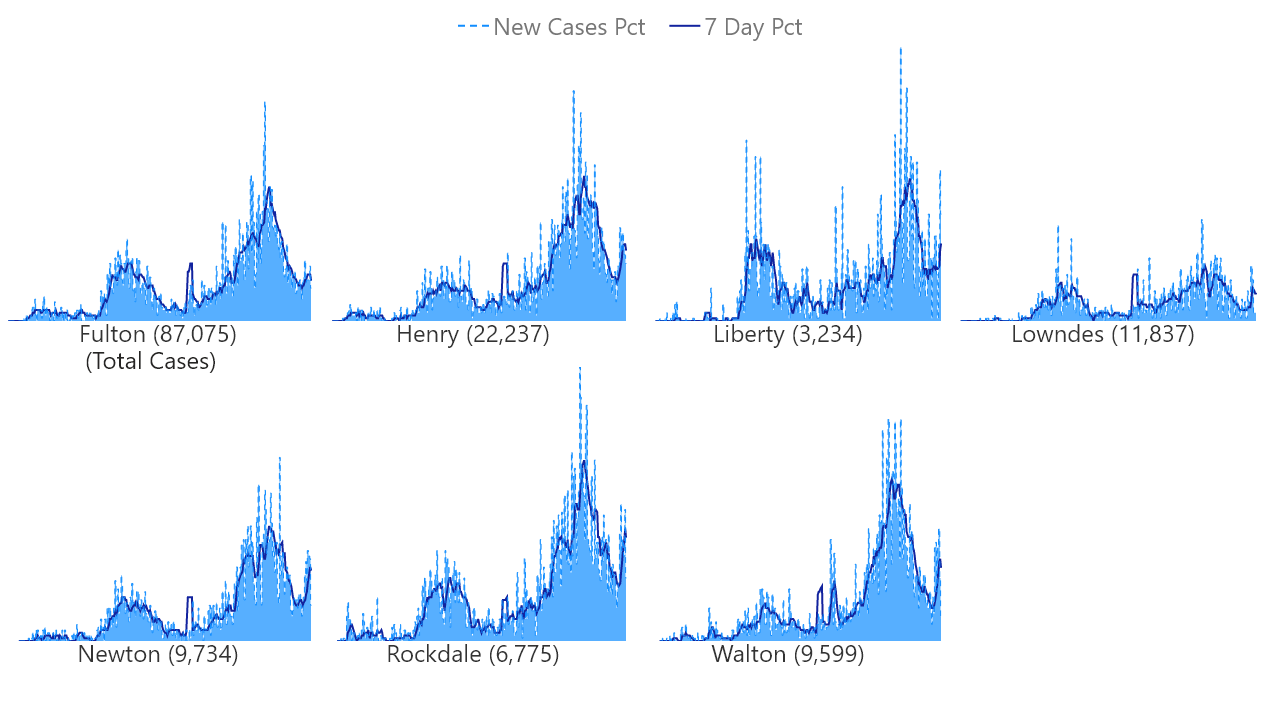 New Cases Pct 7 Day Pct
Fulton (87,075)
(Total Cases)
Henry (22,237)
Liberty (3,234)
Lowndes (11,837)
Newton (9,734)
Rockdale (6,775)
Walton (9,599)